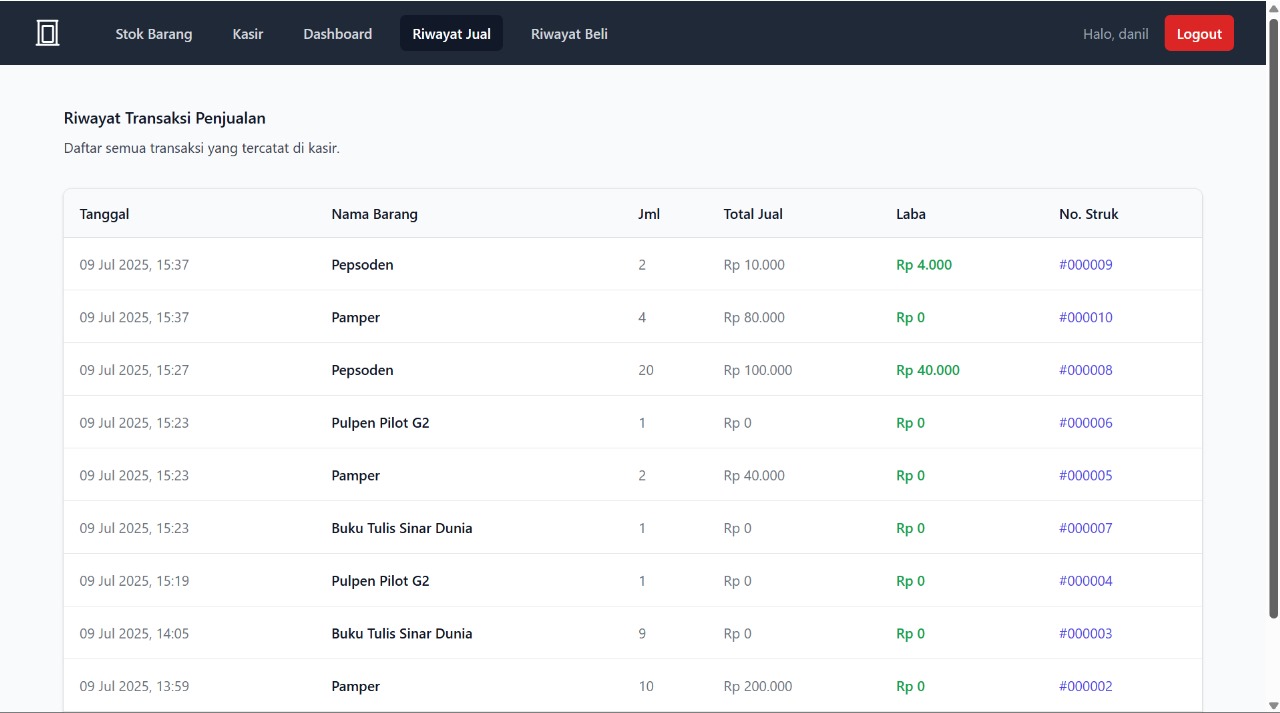 Stok Barang Kasir Dashboard Riwayat Jual Riwayat Beli Halo, danil Logout
Riwayat Transaksi Penjualan
Daftar semua transaksi yang tercatat di kasir.
Tanggal Nama Barang Jml Total Jual Laba No. Struk
09 Jul 2025, 15:37 Pepsoden 2 Rp 10.000 Rp 4.000 #000009
09 Jul 2025, 15:37 Pamper 4 Rp 80.000 Rp 0 #000010
09 Jul 2025, 15:27 Pepsoden 20 Rp 100.000 Rp 40.000 #000008
09 Jul 2025, 15:23 Pulpen Pilot G2 1 Rp 0 Rp 0 #000006
09 Jul 2025, 15:23 Pamper 2 Rp 40.000 Rp 0 #000005
09 Jul 2025, 15:23 Buku Tulis Sinar Dunia 1 Rp 0 Rp 0 #000007
09 Jul 2025, 15:19 Pulpen Pilot G2 1 Rp 0 Rp 0 #000004
09 Jul 2025, 14:05 Buku Tulis Sinar Dunia 9 Rp 0 Rp 0 #000003
09 Jul 2025, 13:59 Pamper 10 Rp 200.000 Rp 0 #000002